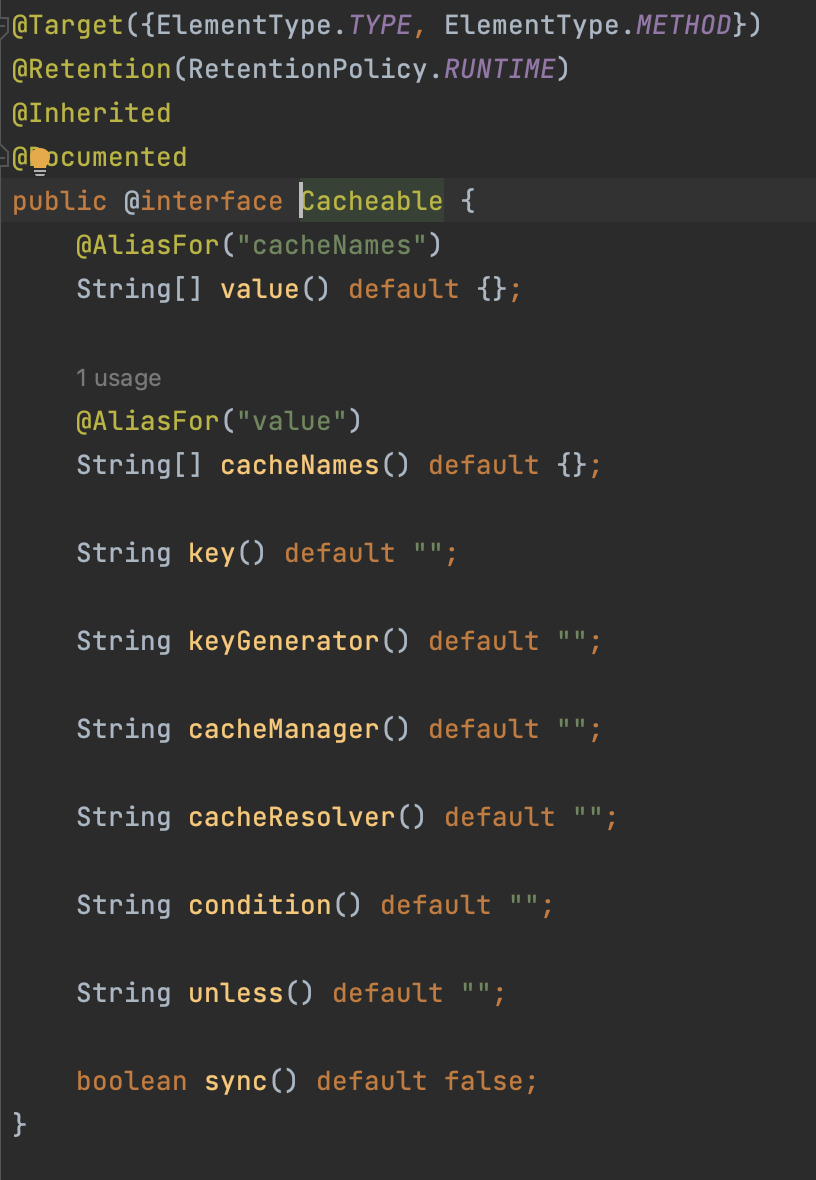 @Target({ElementType.TYPE, ElementType.METHOD})
@Retention(RetentionPolicy.RUNTIME)
@Inherited
@Documented
public @interface Cacheable {
    @AliasFor("cacheNames")
    String[] value() default {};
    1 usage
    @AliasFor("value")
    String[] cacheNames() default {};
    String key() default "";
    String keyGenerator() default "";
    String cacheManager() default "";
    String cacheResolver() default "";
    String condition() default "";
    String unless() default "";
    boolean sync() default false;
}